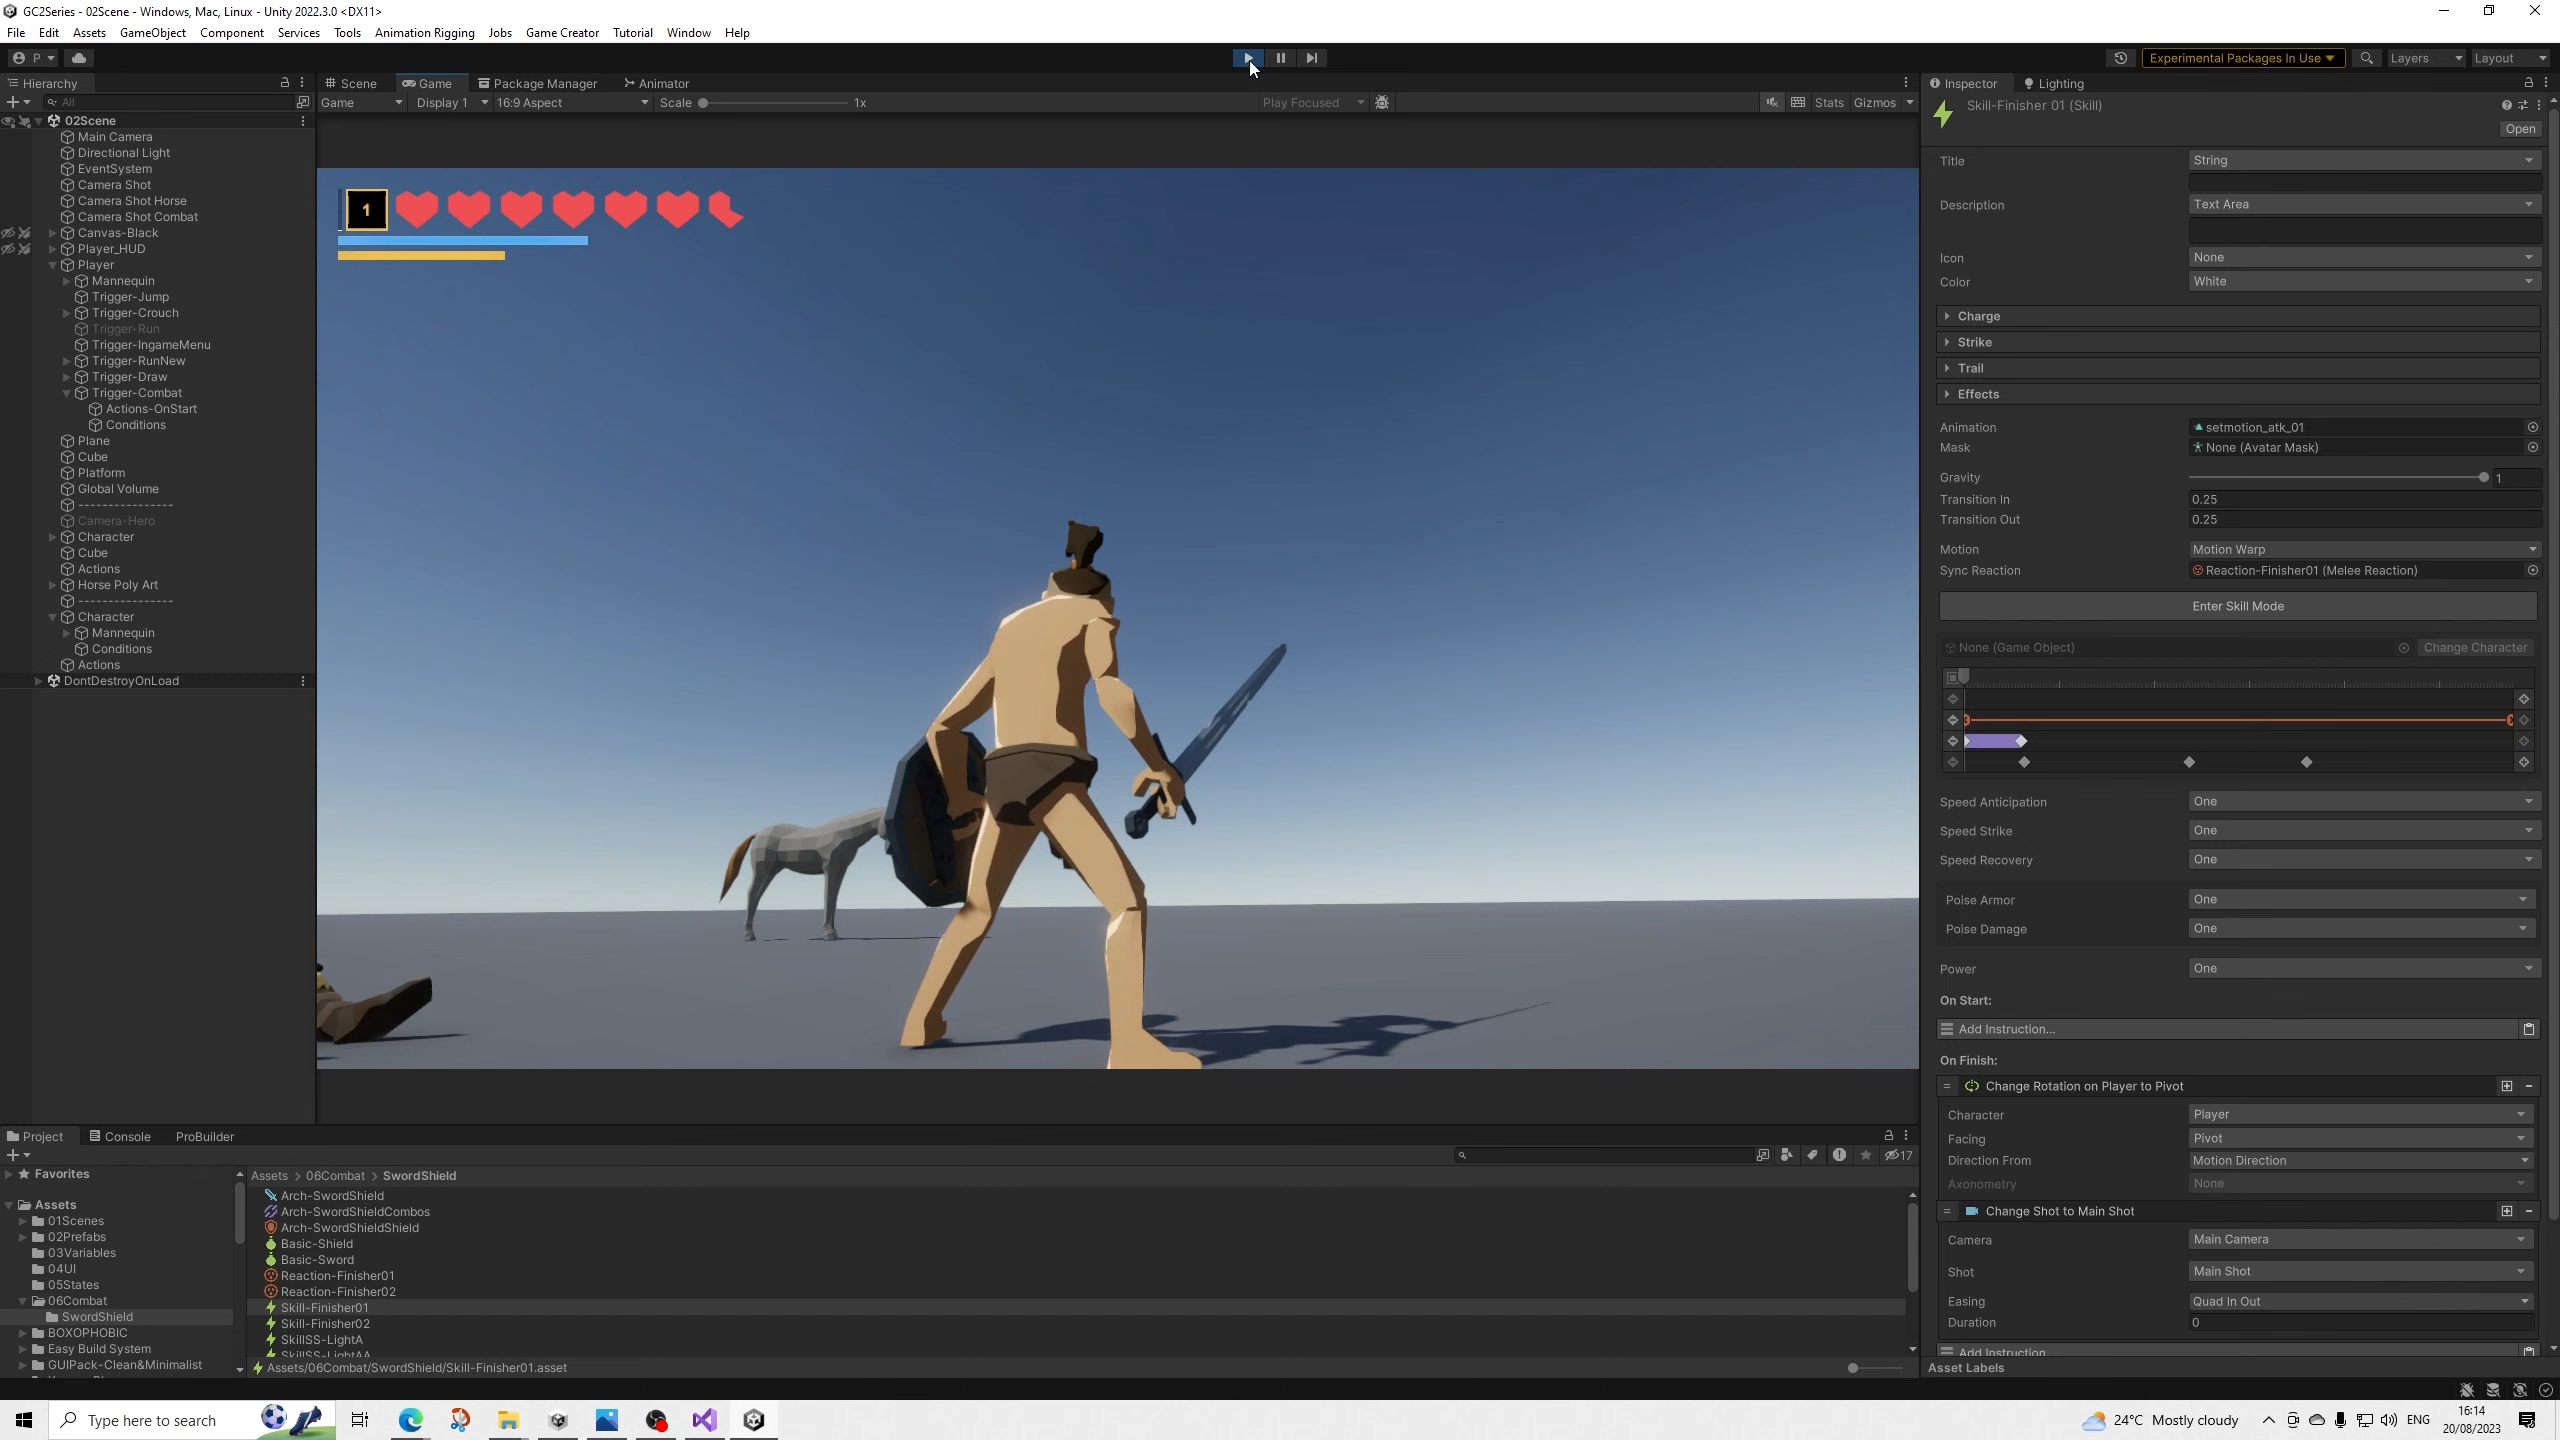 GC2Series - 02Scene - Windows, Mac, Linux - Unity 2022.3.0 <DX11>
File Edit Assets GameObject Component Services Tools Animation Rigging Jobs Game Creator Tutorial Window Help
P Experimental Packages In Use Layers Layout
Hierarchy Scene Game Package Manager Animator Inspector Lighting
All Game Display 1 16:9 Aspect Scale 1x Play Focused Stats Gizmos
Skill-Finisher 01 (Skill)
Open
02Scene
Main Camera
Directional Light
EventSystem
Camera Shot
Camera Shot Horse
Camera Shot Combat
Canvas-Black
Player_HUD
Player
Mannequin
Trigger-Jump
Trigger-Crouch
Trigger-Run
Trigger-IngameMenu
Trigger-RunNew
Trigger-Draw
Trigger-Combat
Actions-OnStart
Conditions
Plane
Cube
Platform
Global Volume
----------------
Camera-Hero
Character
Cube
Actions
Horse Poly Art
----------------
Character
Mannequin
Conditions
Actions
DontDestroyOnLoad
1
Title String
Description Text Area
Icon None
Color White
Charge
Strike
Trail
Effects
Animation setmotion_atk_01
Mask None (Avatar Mask)
Gravity 1
Transition In 0.25
Transition Out 0.25
Motion Motion Warp
Sync Reaction Reaction-Finisher01 (Melee Reaction)
Enter Skill Mode
None (Game Object) Change Character
Speed Anticipation One
Speed Strike One
Speed Recovery One
Poise Armor One
Poise Damage One
Power One
On Start:
Add Instruction...
On Finish:
Change Rotation on Player to Pivot
Character Player
Facing Pivot
Direction From Motion Direction
Axonometry None
Change Shot to Main Shot
Camera Main Camera
Shot Main Shot
Easing Quad In Out
Duration 0
Add Instruction
Asset Labels
Project Console ProBuilder
17
Favorites
Assets
01Scenes
02Prefabs
03Variables
04UI
05States
06Combat
SwordShield
BOXOPHOBIC
Easy Build System
GUIPack-Clean&Minimalist
Assets > 06Combat > SwordShield
Arch-SwordShield
Arch-SwordShieldCombos
Arch-SwordShieldShield
Basic-Shield
Basic-Sword
Reaction-Finisher01
Reaction-Finisher02
Skill-Finisher01
Skill-Finisher02
SkillSS-LightA
SkillSS-LightAA
Assets/06Combat/SwordShield/Skill-Finisher01.asset
Type here to search
24°C Mostly cloudy
ENG
16:14
20/08/2023